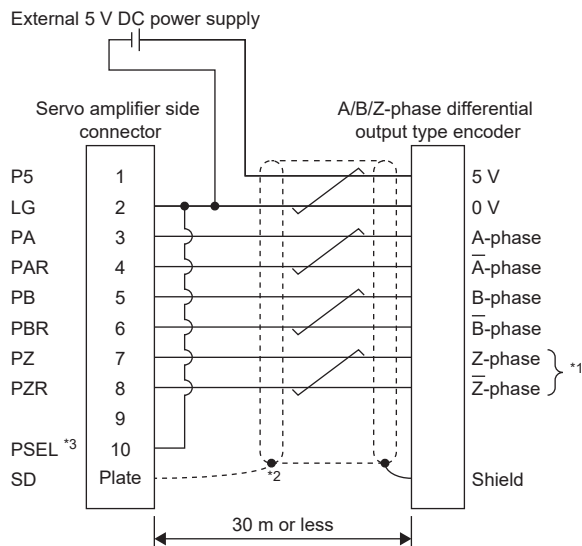 External 5 V DC power supply
Servo amplifier side
connector
A/B/Z-phase differential
output type encoder
P5 1 5 V
LG 2 0 V
PA 3 A-phase
PAR 4 A̅-phase
PB 5 B-phase
PBR 6 B̅-phase
PZ 7 Z-phase *1
PZR 8 Z̅-phase
9
PSEL *3 10
SD Plate *2 Shield
30 m or less